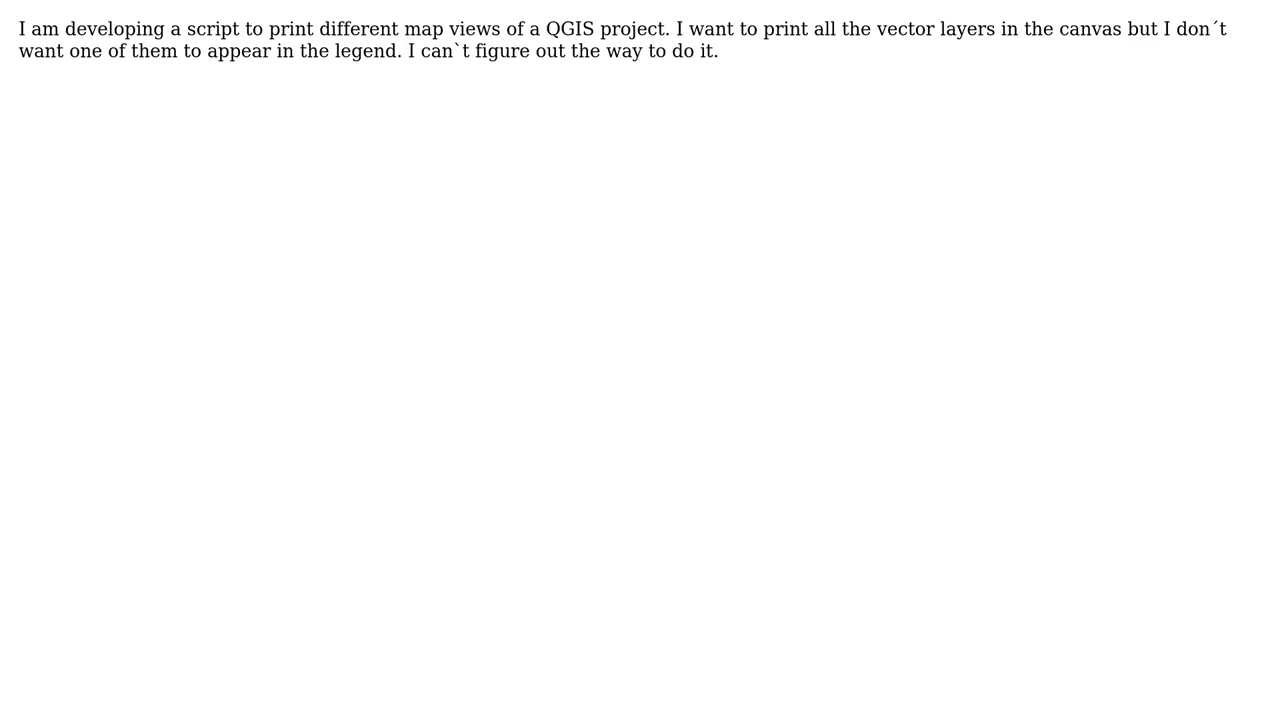 I am developing a script to print different map views of a QGIS project. I want to print all the vector layers in the canvas but I don´t
want one of them to appear in the legend. I can`t figure out the way to do it.